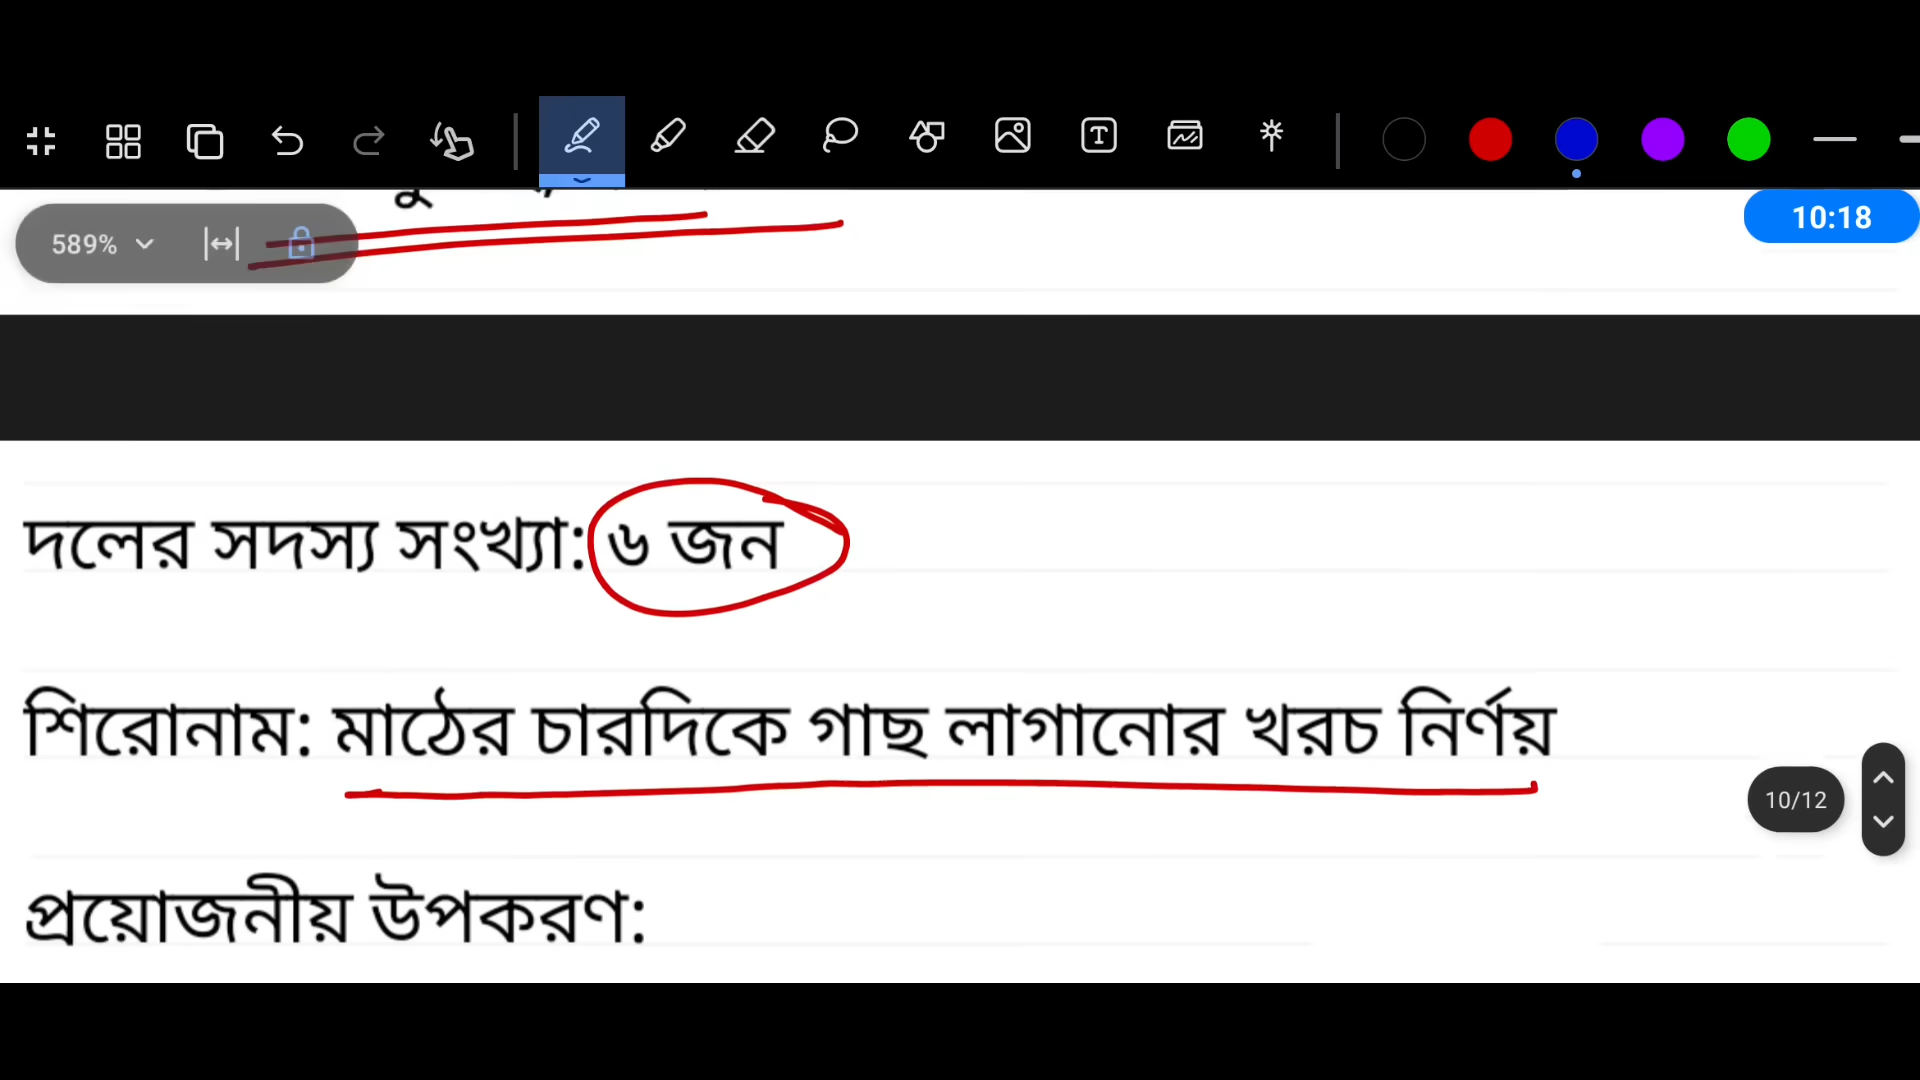 589%
10:18
দলের সদস্য সংখ্যা: ৬ জন
শিরোনাম: মাঠের চারদিকে গাছ লাগানোর খরচ নির্ণয়
10/12
প্রয়োজনীয় উপকরণ: